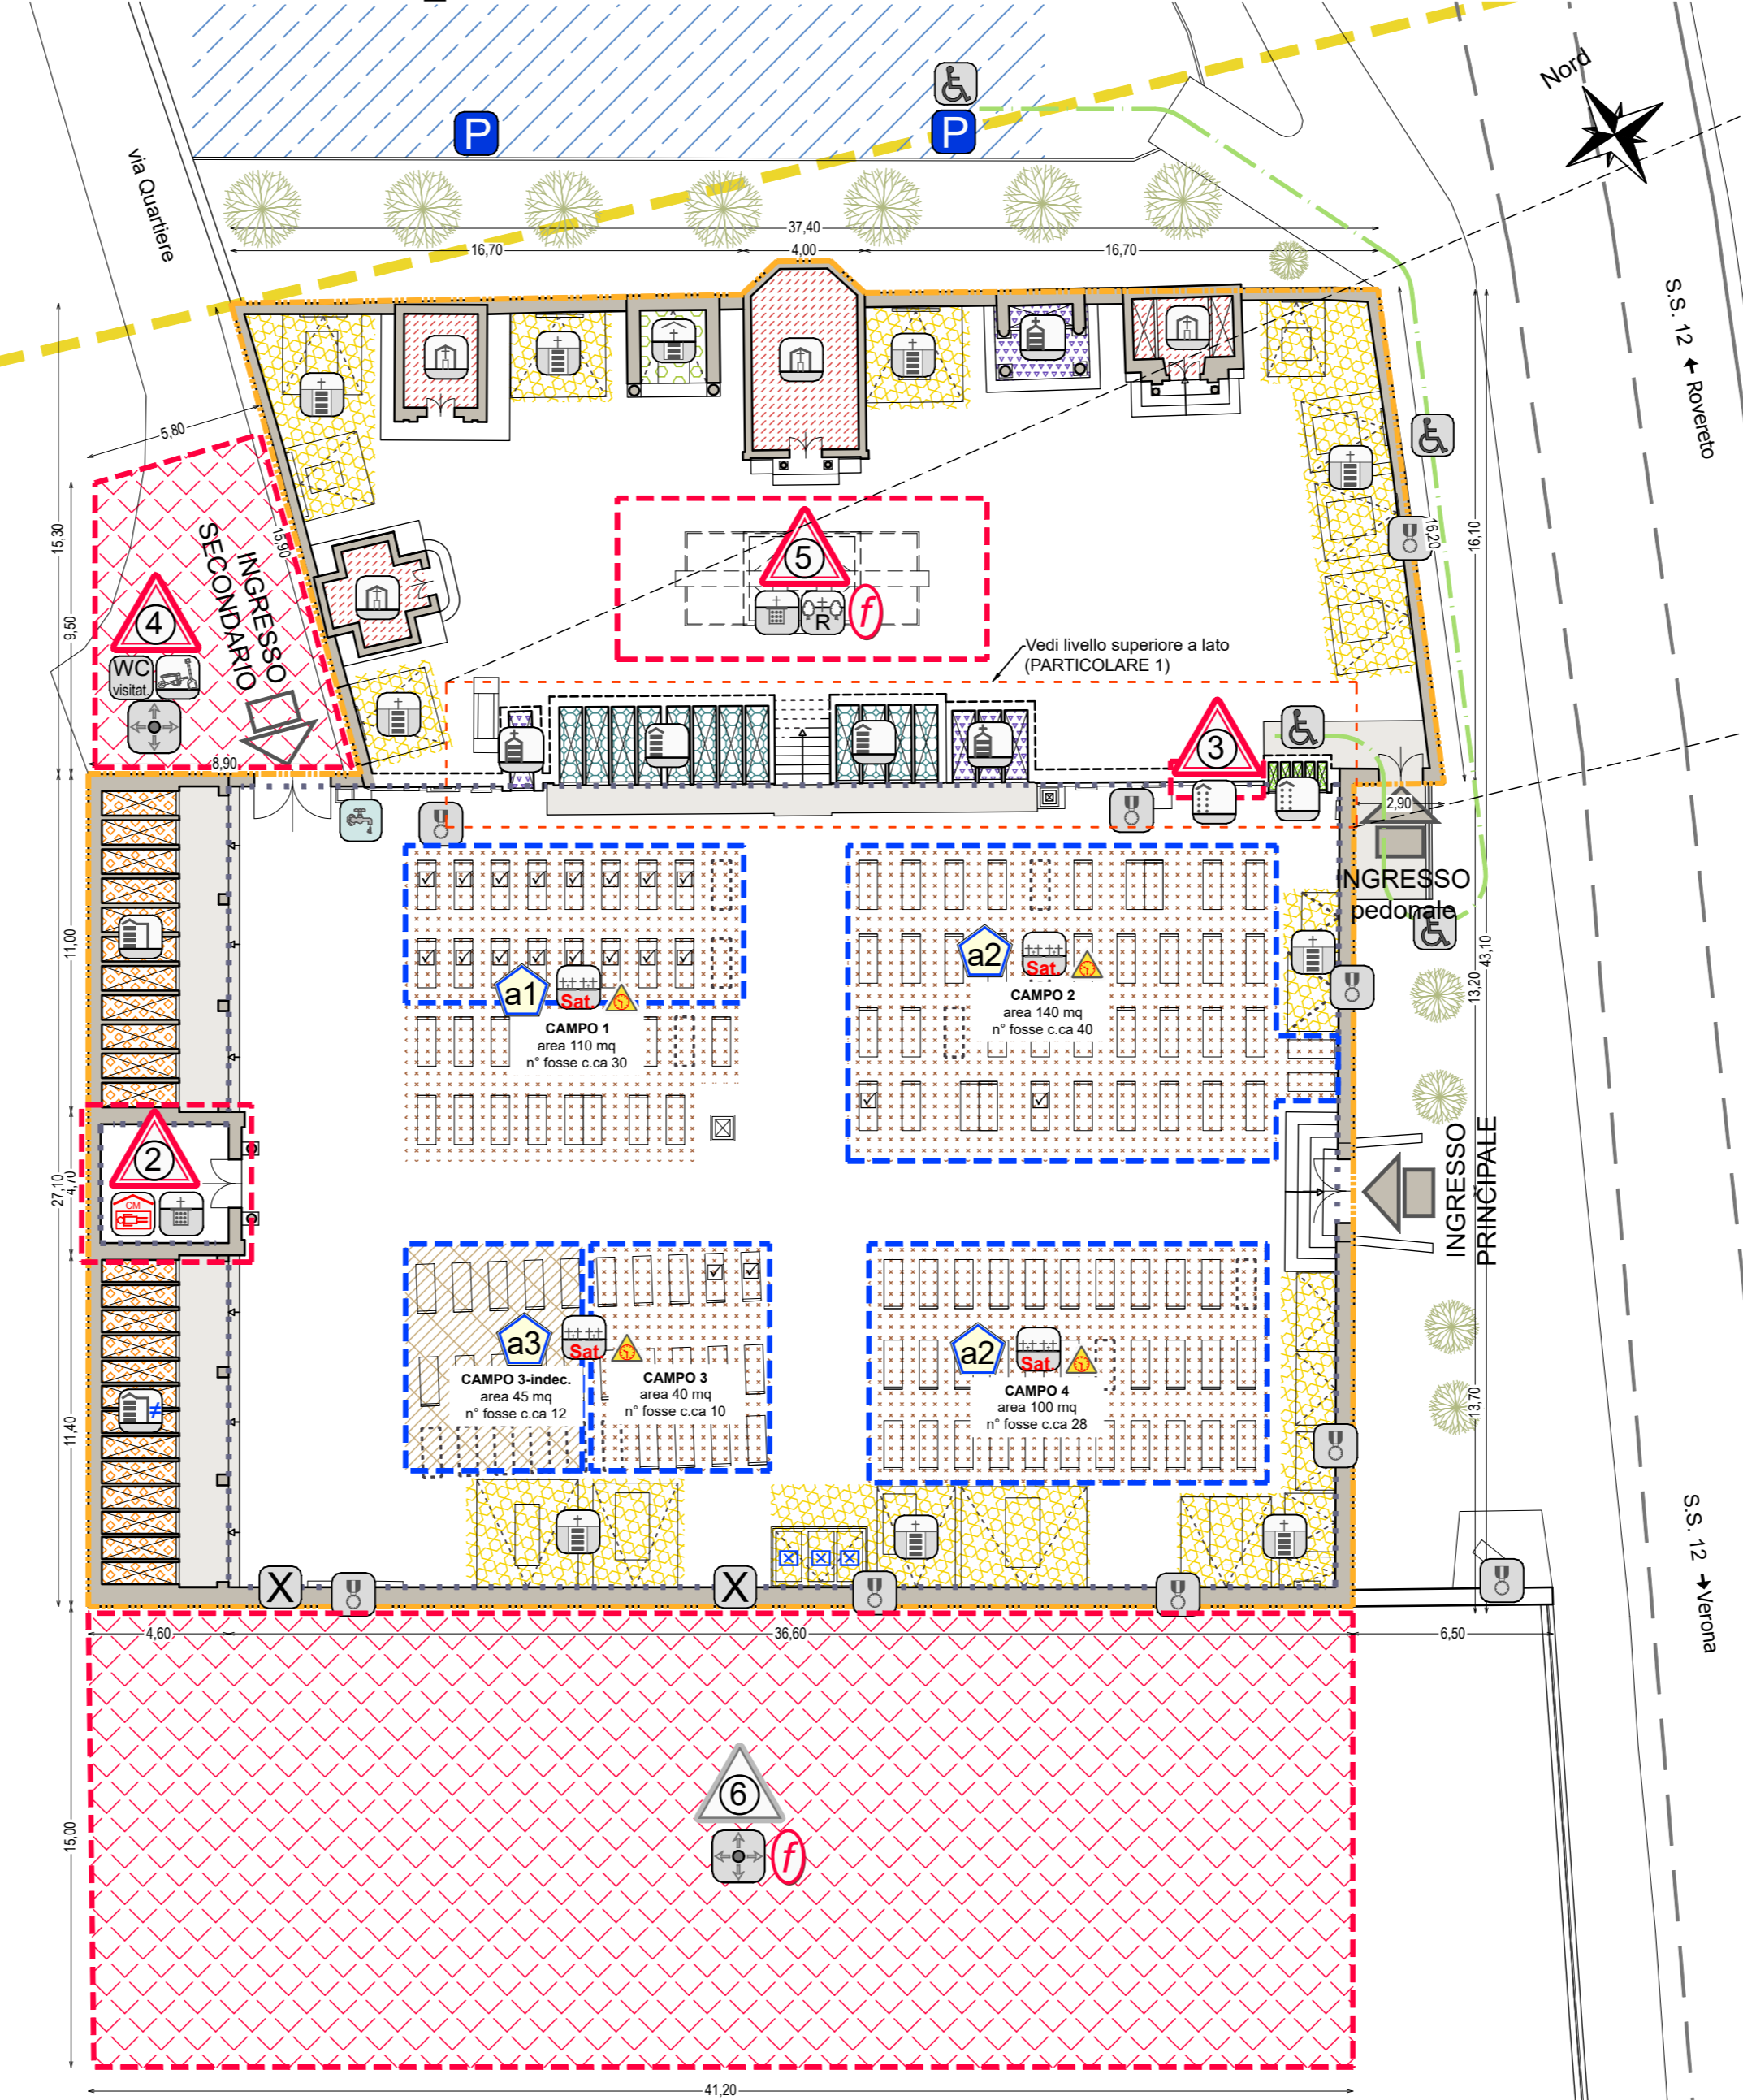 Nord
P
P
via Quartiere
37,40
16,70
4,00
16,70
S.S. 12
Rovereto
5,80
15,30
9,50
15,90
INGRESSO
SECONDARIO
4
WC
visitat.
8,90
5
R
f
16,20
16,10
Vedi livello superiore a lato
(PARTICOLARE 1)
3
2,90
INGRESSO
pedonale
11,00
a1
Sat.
CAMPO 1
area 110 mq
n° fosse c.ca 30
a2
Sat.
CAMPO 2
area 140 mq
n° fosse c.ca 40
13,20
43,10
2
CM
27,10
4,70
INGRESSO
PRINCIPALE
a3
Sat.
CAMPO 3-indec.
area 45 mq
n° fosse c.ca 12
CAMPO 3
area 40 mq
n° fosse c.ca 10
a2
Sat.
CAMPO 4
area 100 mq
n° fosse c.ca 28
11,40
13,70
S.S. 12
Verona
X
X
4,60
36,60
6,50
15,00
6
f
41,20